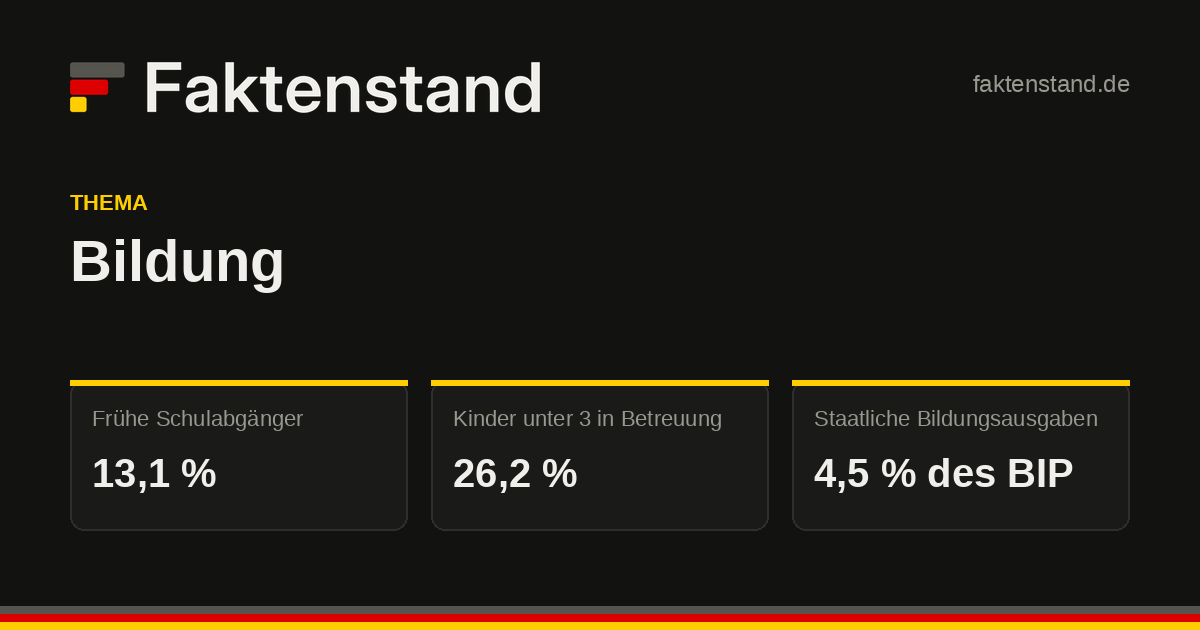 Faktenstand
faktenstand.de
THEMA
Bildung
Frühe Schulabgänger
13,1 %
Kinder unter 3 in Betreuung
26,2 %
Staatliche Bildungsausgaben
4,5 % des BIP